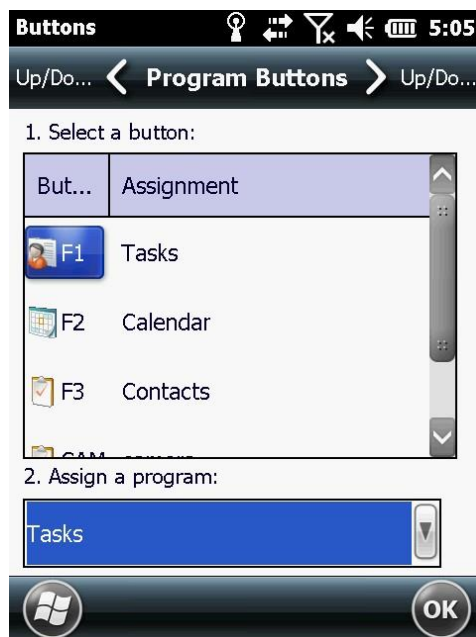 Buttons 5:05
Up/Do... Program Buttons Up/Do...
1. Select a button:
But... Assignment
F1 Tasks
F2 Calendar
F3 Contacts
2. Assign a program:
Tasks
OK